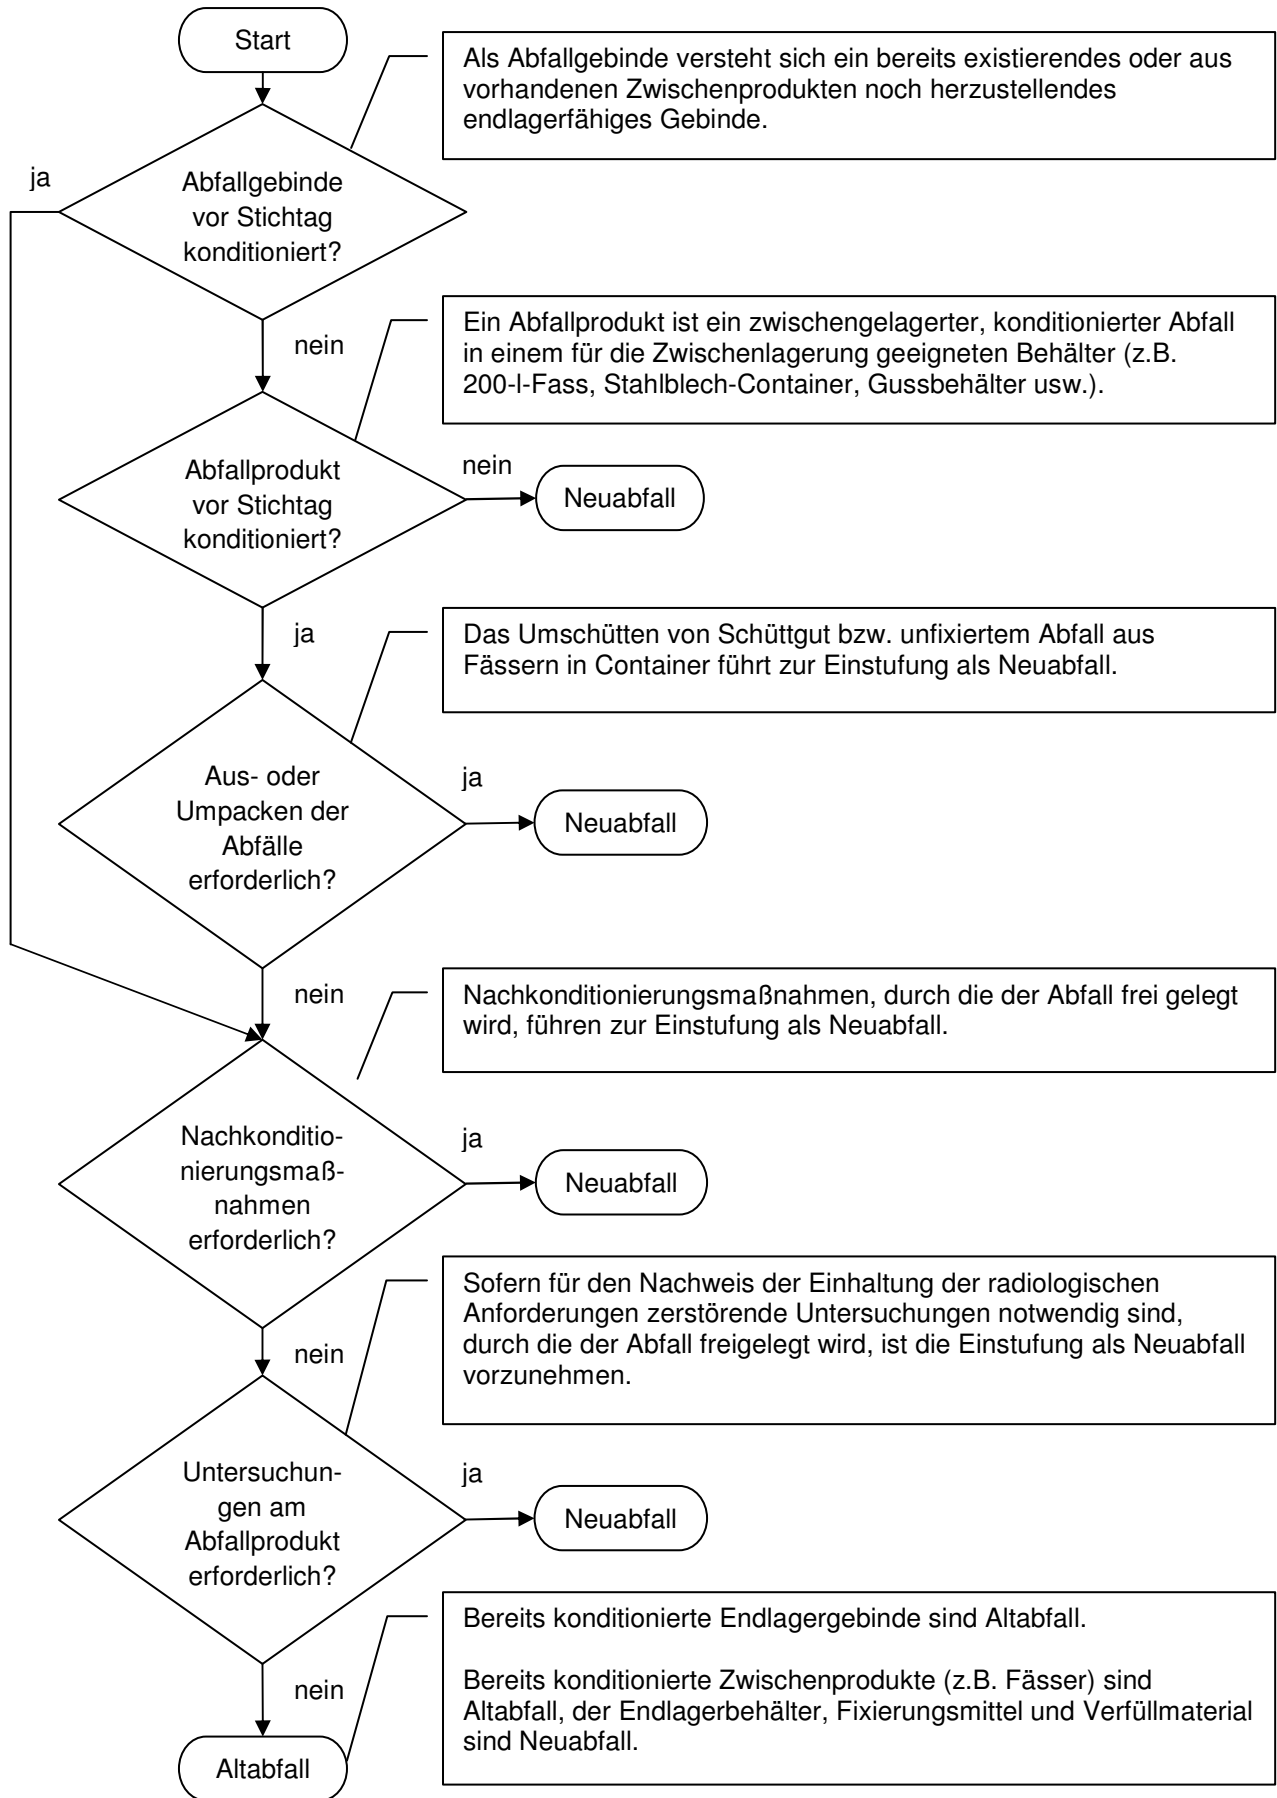 Start
Als Abfallgebinde versteht sich ein bereits existierendes oder aus
vorhandenen Zwischenprodukten noch herzustellendes
endlagerfähiges Gebinde.
ja
Abfallgebinde
vor Stichtag
konditioniert?
nein
Ein Abfallprodukt ist ein zwischengelagerter, konditionierter Abfall
in einem für die Zwischenlagerung geeigneten Behälter (z.B.
200-l-Fass, Stahlblech-Container, Gussbehälter usw.).
Abfallprodukt
vor Stichtag
konditioniert?
nein
Neuabfall
ja
Das Umschütten von Schüttgut bzw. unfixiertem Abfall aus
Fässern in Container führt zur Einstufung als Neuabfall.
Aus- oder
Umpacken der
Abfälle
erforderlich?
ja
Neuabfall
nein
Nachkonditionierungsmaßnahmen, durch die der Abfall frei gelegt
wird, führen zur Einstufung als Neuabfall.
Nachkonditio-
nierungsmaß-
nahmen
erforderlich?
ja
Neuabfall
nein
Sofern für den Nachweis der Einhaltung der radiologischen
Anforderungen zerstörende Untersuchungen notwendig sind,
durch die der Abfall freigelegt wird, ist die Einstufung als Neuabfall
vorzunehmen.
Untersuchun-
gen am
Abfallprodukt
erforderlich?
ja
Neuabfall
nein
Bereits konditionierte Endlagergebinde sind Altabfall.
Bereits konditionierte Zwischenprodukte (z.B. Fässer) sind
Altabfall, der Endlagerbehälter, Fixierungsmittel und Verfüllmaterial
sind Neuabfall.
Altabfall